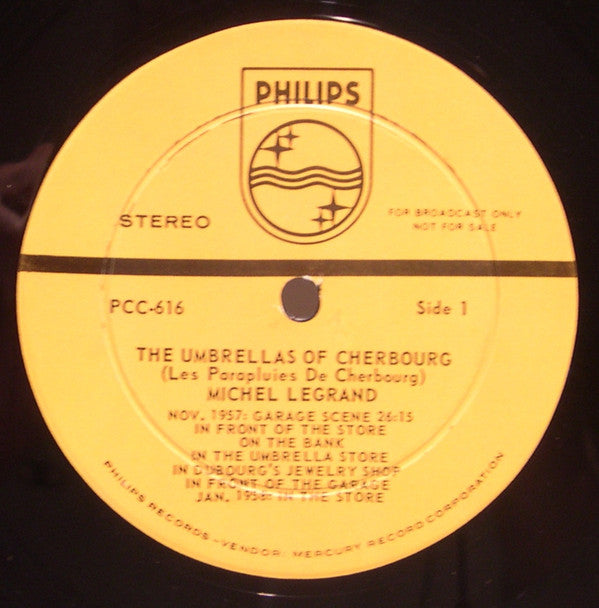 PHILIPS
STEREO
FOR BROADCAST ONLY
NOT FOR SALE
PCC-616
Side 1
THE UMBRELLAS OF CHERBOURG
(Les Parapluies De Cherbourg)
MICHEL LEGRAND
NOV. 1957: GARAGE SCENE 26:15
IN FRONT OF THE STORE
ON THE BANK
IN THE UMBRELLA STORE
IN DUBOURG'S JEWELRY SHOP
IN FRONT OF THE GARAGE
JAN. 1958: IN THE STORE
PHILIPS RECORDS-VENDOR: MERCURY RECORD CORPORATION